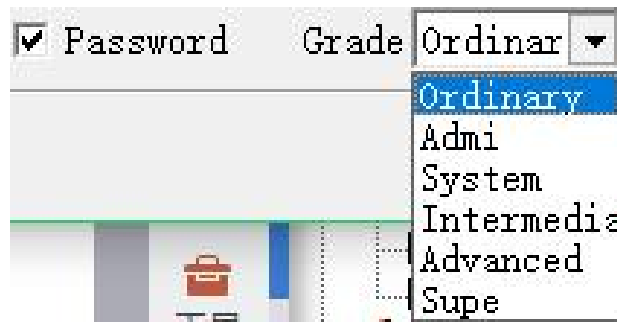 Password Grade Ordinar
Ordinary
Admi
System
Intermedia
Advanced
Supe